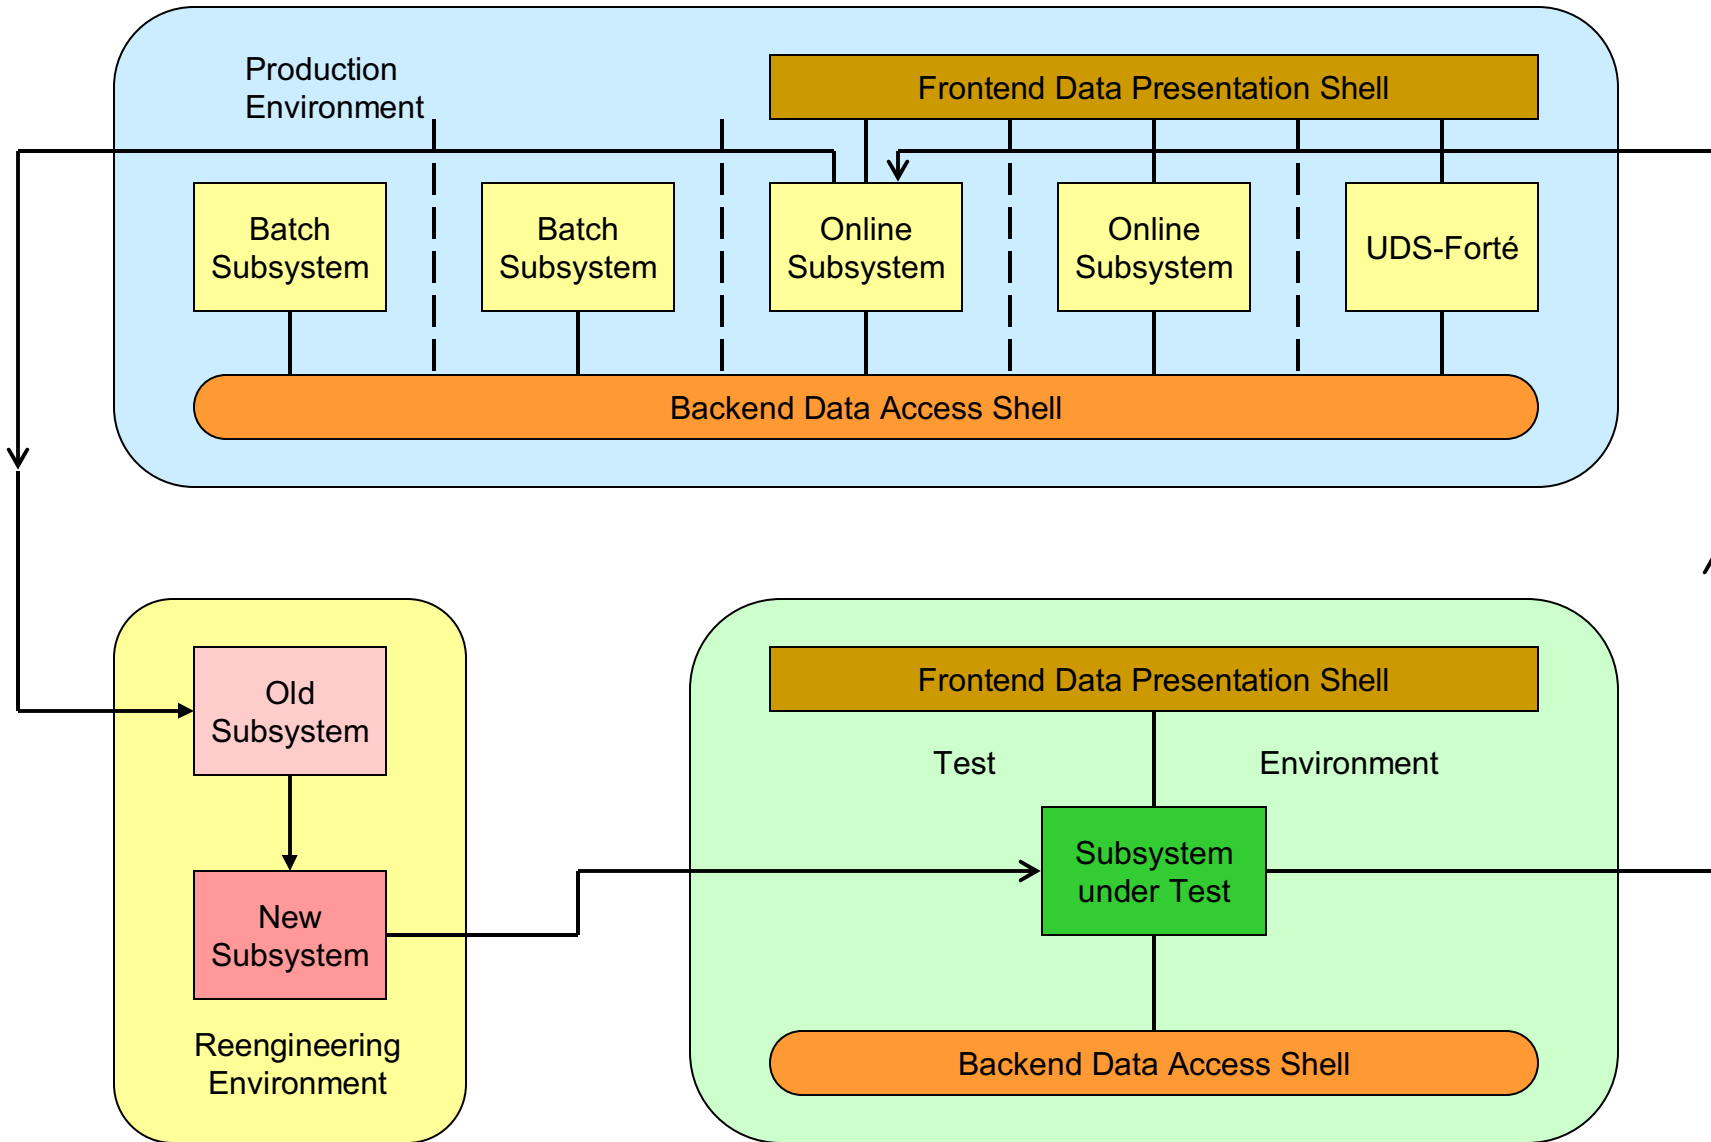 Production
Environment
Frontend Data Presentation Shell
Batch
Subsystem
Batch
Subsystem
Online
Subsystem
Online
Subsystem
UDS-Forté
Backend Data Access Shell
Old
Subsystem
New
Subsystem
Reengineering
Environment
Frontend Data Presentation Shell
Test Environment
Subsystem
under Test
Backend Data Access Shell